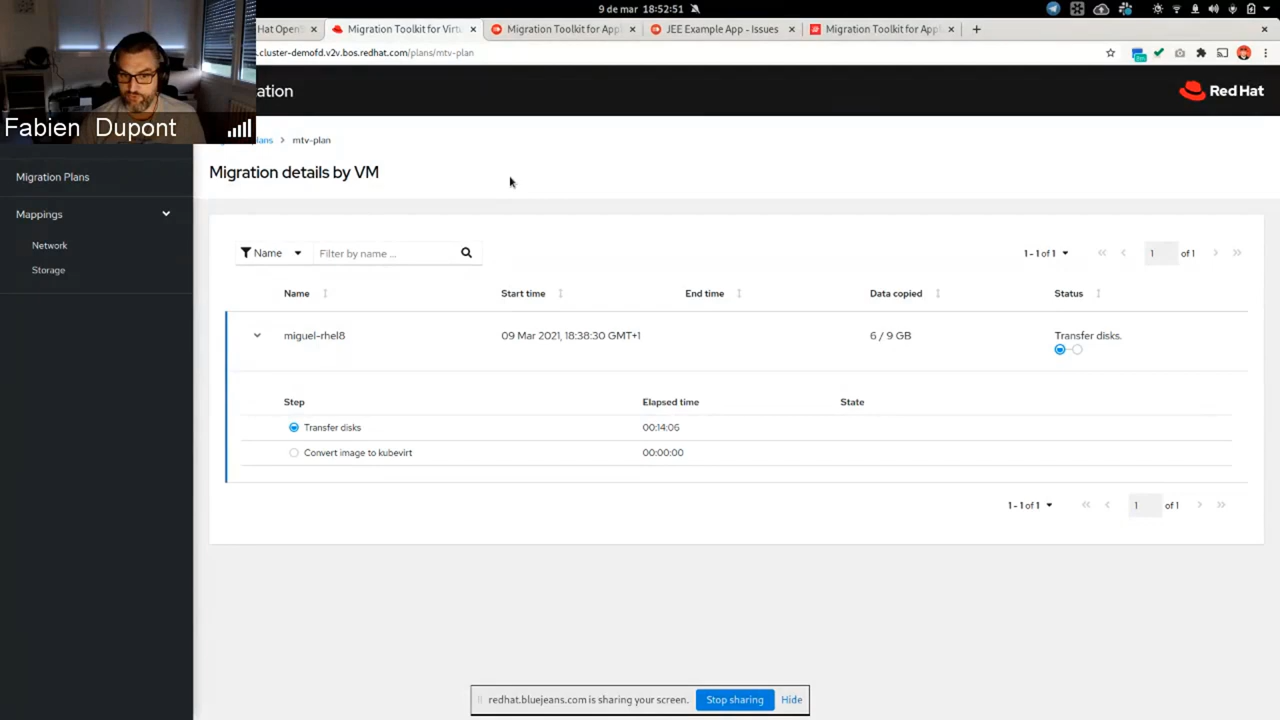 9 de mar 18:52:51
Hat OpenS
Migration Toolkit for Virtu
Migration Toolkit for Appl
JEE Example App - Issues
Migration Toolkit for Appl
.cluster-demofd.v2v.bos.redhat.com/plans/mtv-plan
ation
Red Hat
Fabien Dupont
ans > mtv-plan
Migration Plans
Migration details by VM
Mappings
Network
Storage
Name
Filter by name ...
1 - 1 of 1
1 of 1
Name Start time End time Data copied Status
miguel-rhel8 09 Mar 2021, 18:38:30 GMT+1 6 / 9 GB Transfer disks.
Step Elapsed time State
Transfer disks 00:14:06
Convert image to kubevirt 00:00:00
1 - 1 of 1 1 of 1
redhat.bluejeans.com is sharing your screen. Stop sharing Hide